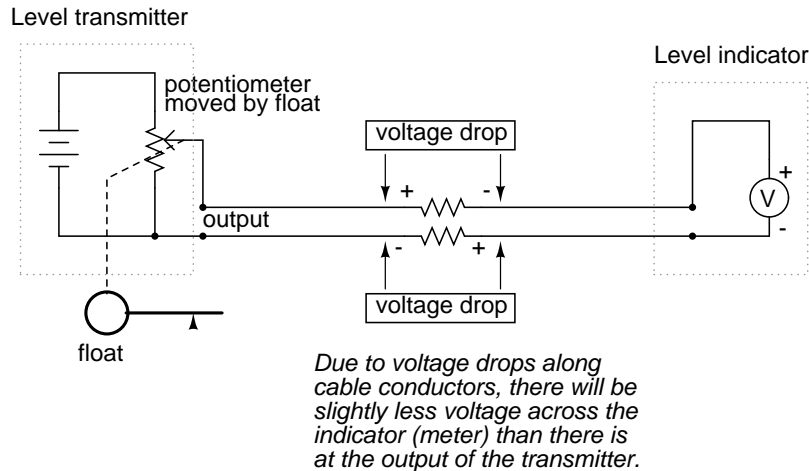 Level transmitter
Level indicator
potentiometer
moved by float
voltage drop
+ -
+
V
-
output
- +
voltage drop
float
Due to voltage drops along
cable conductors, there will be
slightly less voltage across the
indicator (meter) than there is
at the output of the transmitter.